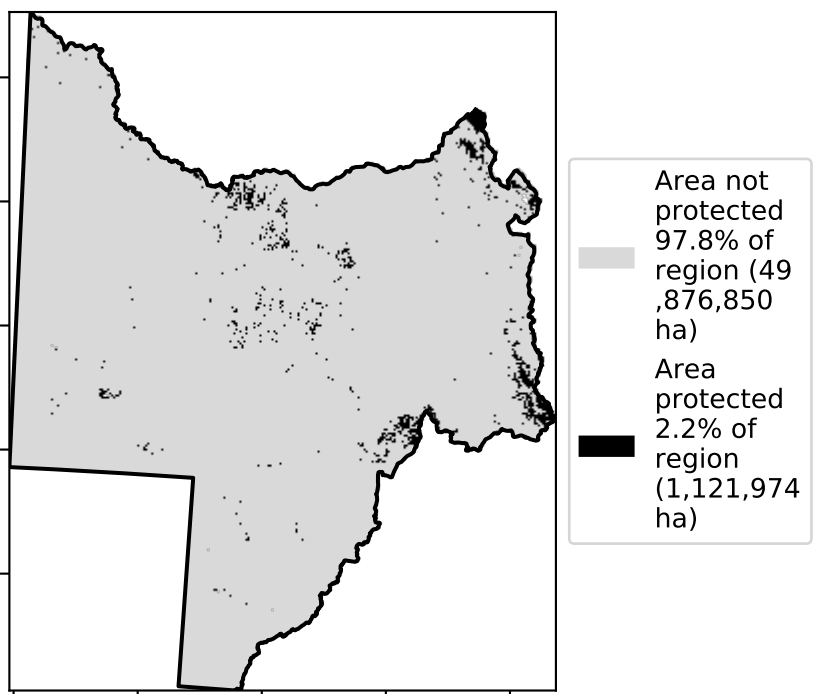 Area not
protected
97.8% of
region (49
,876,850
ha)
Area
protected
2.2% of
region
(1,121,974
ha)